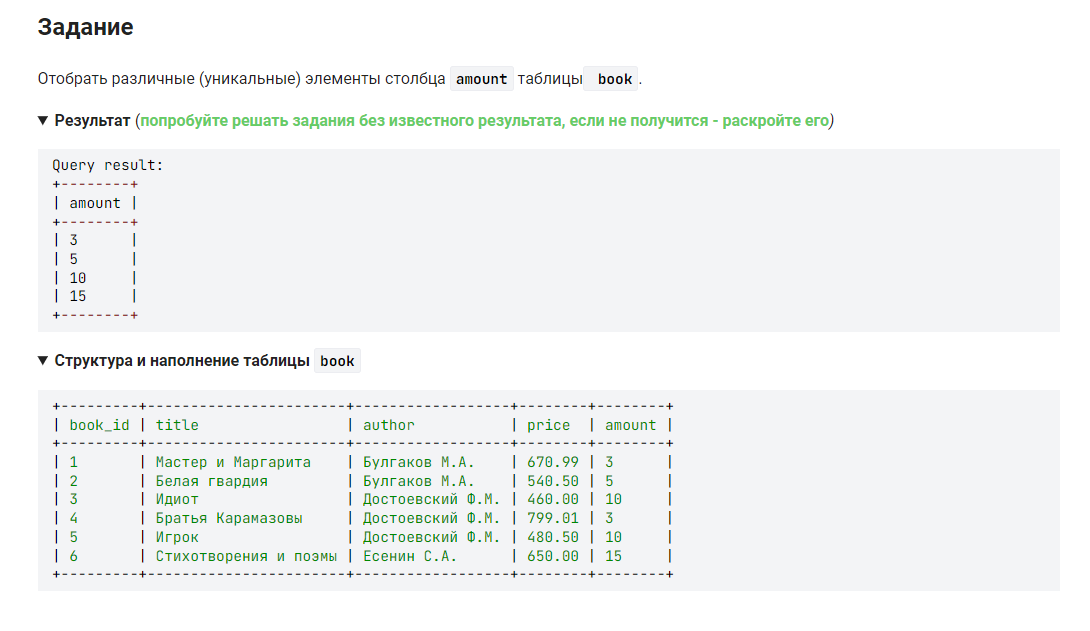 Задание
Отобрать различные (уникальные) элементы столбца amount таблицы book.
▼ Результат (попробуйте решать задания без известного результата, если не получится - раскройте его)
Query result:
+--------+
| amount |
+--------+
| 3      |
| 5      |
| 10     |
| 15     |
+--------+
▼ Структура и наполнение таблицы book
+---------+-----------------------+------------------+--------+--------+
| book_id | title                 | author           | price  | amount |
+---------+-----------------------+------------------+--------+--------+
| 1       | Мастер и Маргарита    | Булгаков М.А.    | 670.99 | 3      |
| 2       | Белая гвардия         | Булгаков М.А.    | 540.50 | 5      |
| 3       | Идиот                 | Достоевский Ф.М. | 460.00 | 10     |
| 4       | Братья Карамазовы     | Достоевский Ф.М. | 799.01 | 3      |
| 5       | Игрок                 | Достоевский Ф.М. | 480.50 | 10     |
| 6       | Стихотворения и поэмы | Есенин С.А.      | 650.00 | 15     |
+---------+-----------------------+------------------+--------+--------+